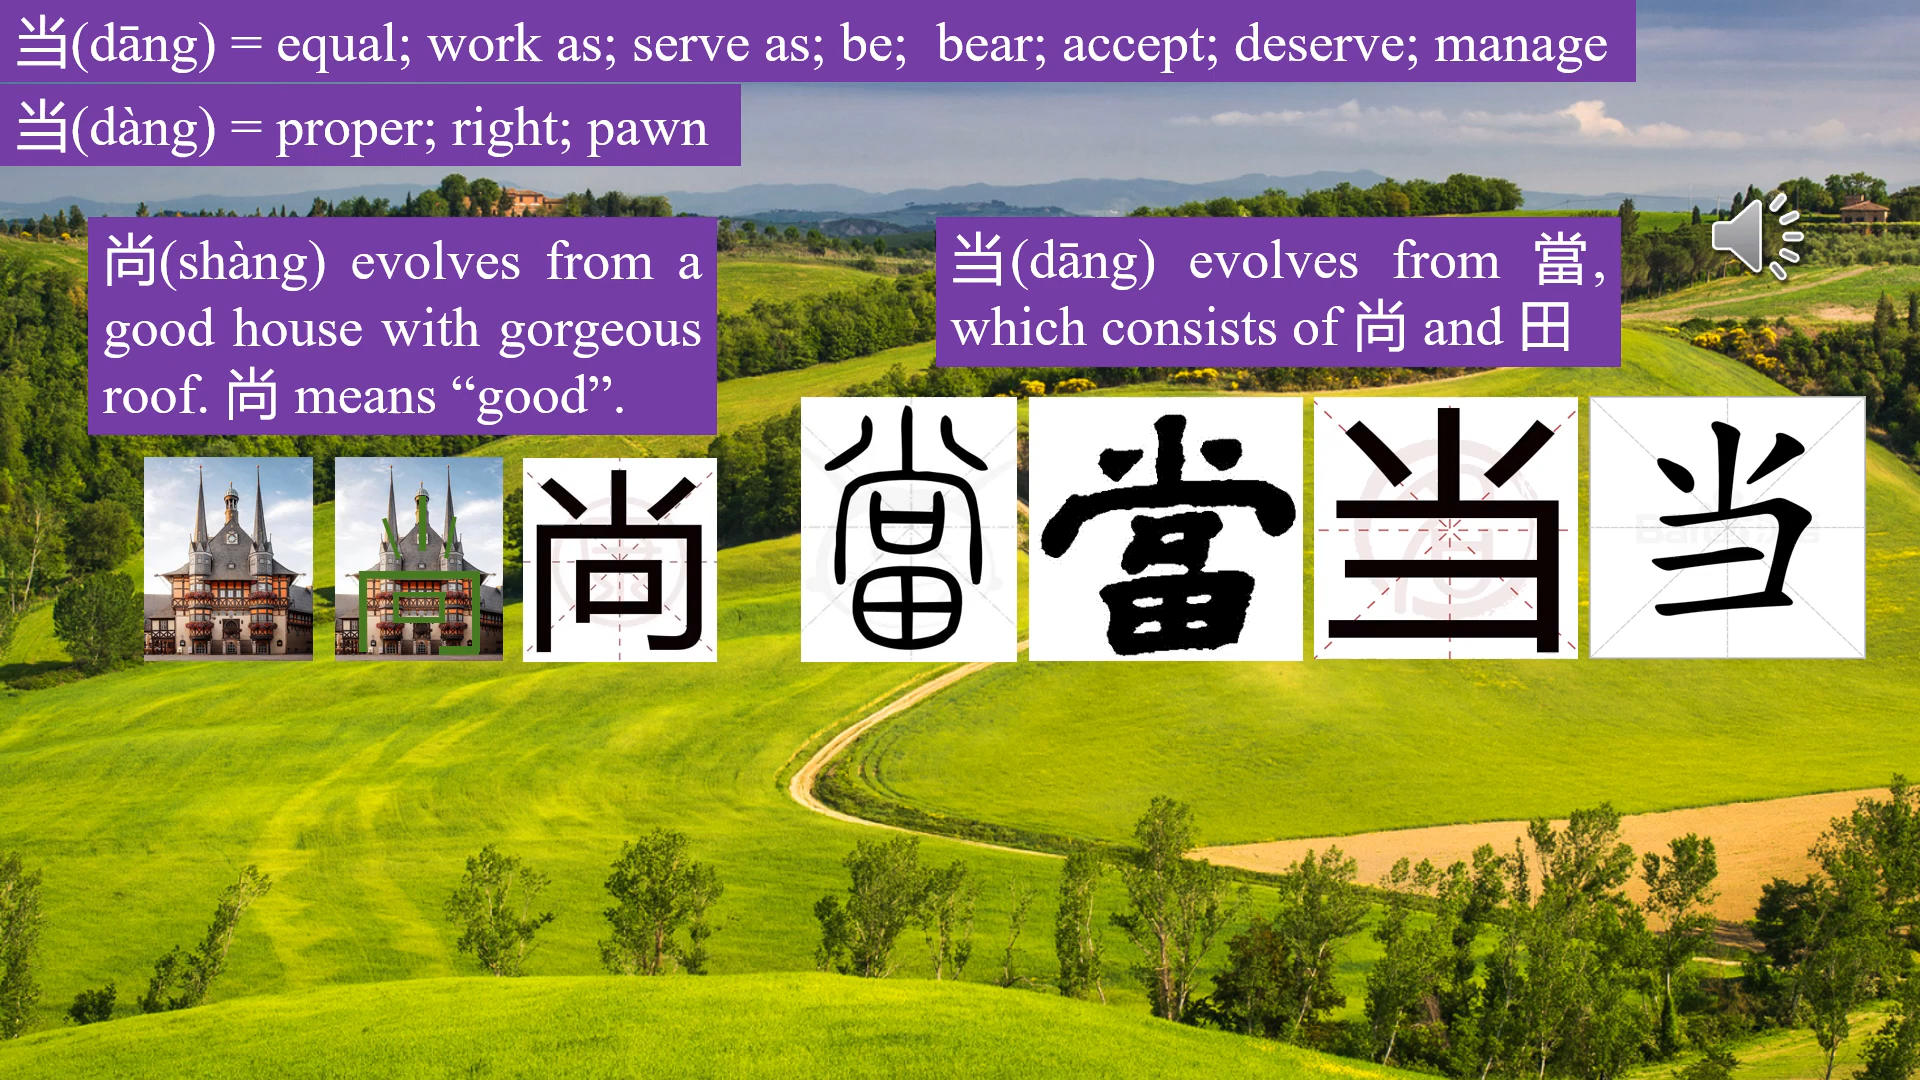 当(dāng) = equal; work as; serve as; be; bear; accept; deserve; manage
当(dàng) = proper; right; pawn
尚(shàng) evolves from a
good house with gorgeous
roof. 尚 means “good”.
当(dāng) evolves from 當,
which consists of 尚 and 田
尚 當 當 当 当